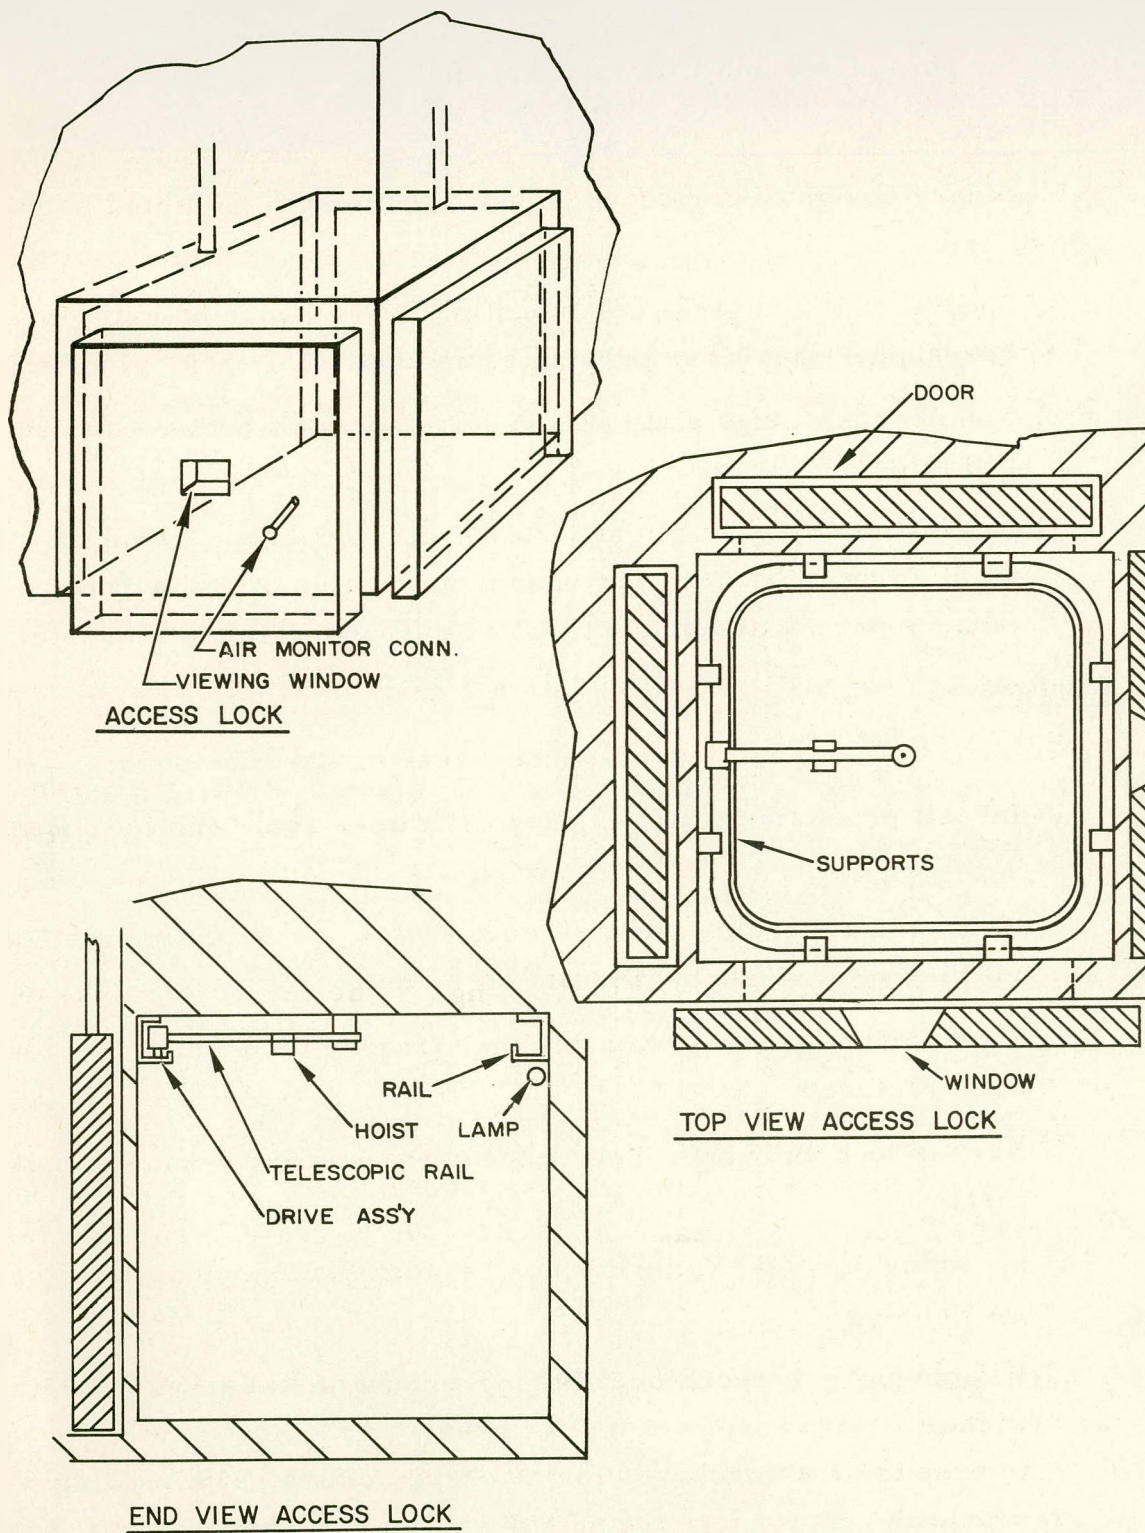 AIR MONITOR CONN.
VIEWING WINDOW
ACCESS LOCK
DOOR
SUPPORTS
WINDOW
TOP VIEW ACCESS LOCK
RAIL
HOIST
LAMP
TELESCOPIC RAIL
DRIVE ASS'Y
END VIEW ACCESS LOCK